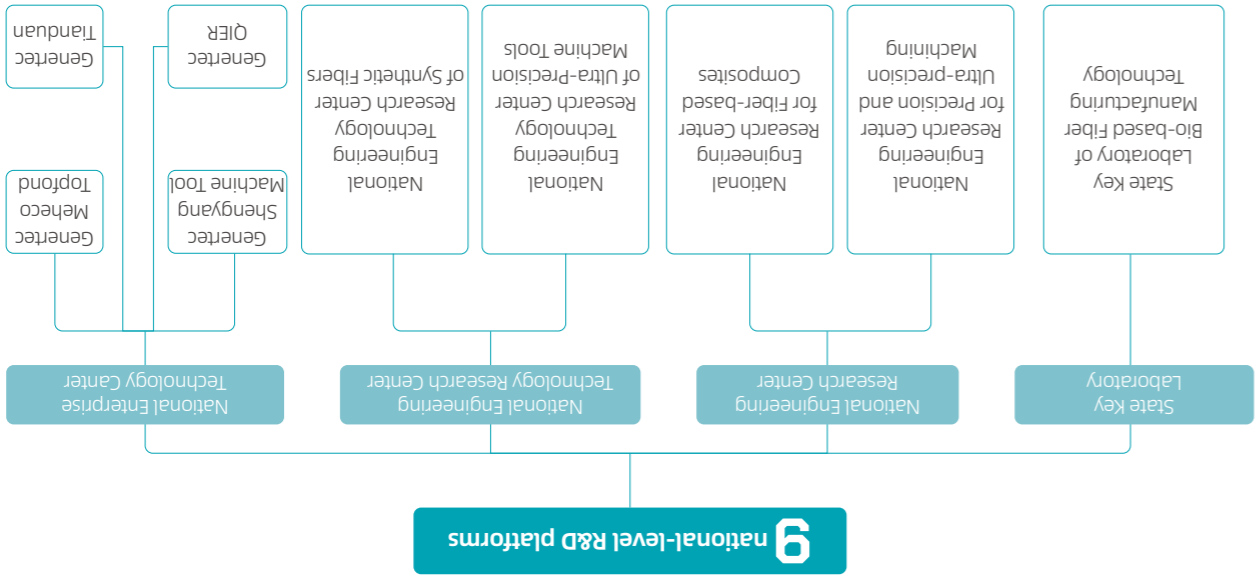 9 national-level R&D platforms
State Key
Laboratory
National Engineering
Research Center
National Engineering
Technology Research Center
National Enterprise
Technology Canter
State Key
Laboratory of
Bio-based Fiber
Manufacturing
Technology
National
Engineering
Research Center
for Precision and
Ultra-precision
Machining
National
Engineering
Research Center
for Fiber-based
Composites
National
Engineering
Technology
Research Center
of Ultra-Precision
Machine Tools
National
Engineering
Technology
Research Center
of Synthetic Fibers
Genertec
Shengyang
Machine Tool
Genertec
Meheco
Topfond
Genertec
QIER
Genertec
Tianduan